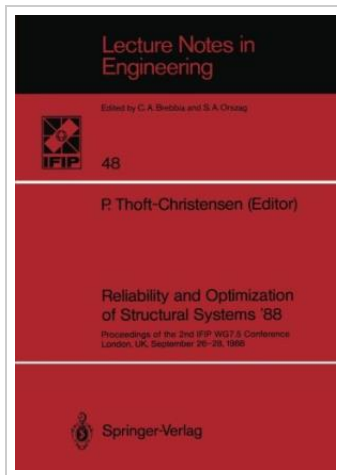 Lecture Notes in
Engineering
Edited by C. A. Brebbia and S. A. Orszag
IFIP
48
P. Thoft-Christensen (Editor)
Reliability and Optimization
of Structural Systems '88
Proceedings of the 2nd IFIP WG7.5 Conference
London, UK, September 26–28, 1988
Springer-Verlag